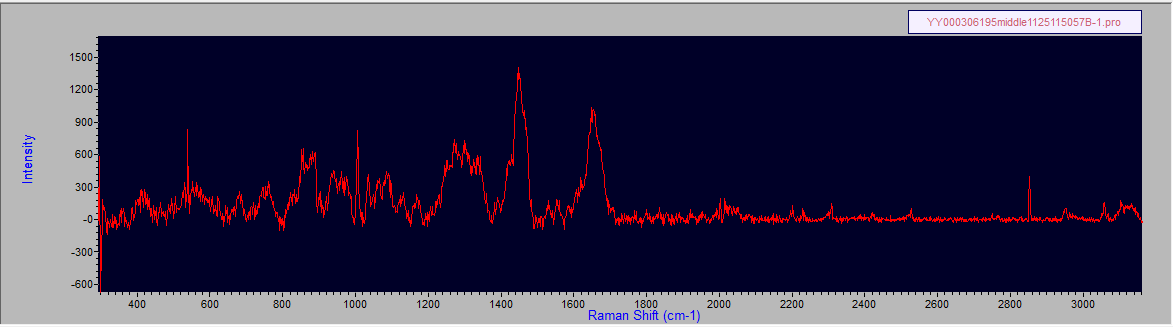 YY000306195middle1125115057B-1.pro
1500
1200
900
600
300
-0
-300
-600
Intensity
400 600 800 1000 1200 1400 1600 1800 2000 2200 2400 2600 2800 3000
Raman Shift (cm-1)